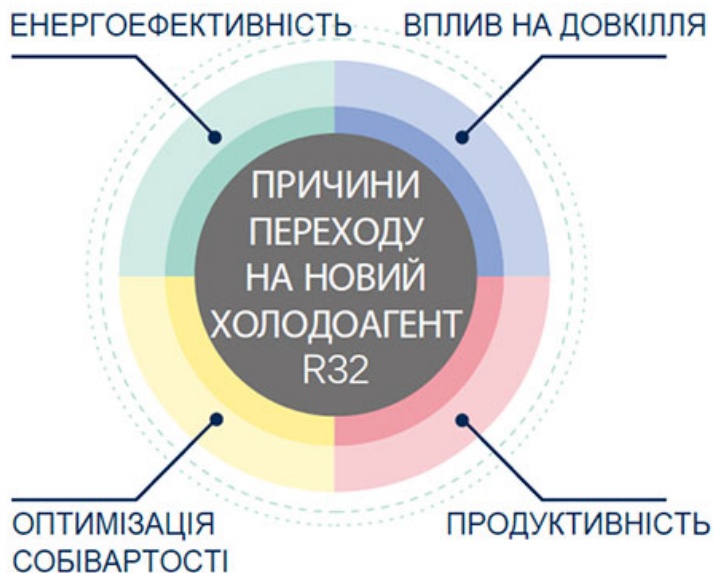 ЕНЕРГОЕФЕКТИВНІСТЬ
ВПЛИВ НА ДОВКІЛЛЯ
ПРИЧИНИ
ПЕРЕХОДУ
НА НОВИЙ
ХОЛОДОАГЕНТ
R32
ОПТИМІЗАЦІЯ
СОБІВАРТОСТІ
ПРОДУКТИВНІСТЬ